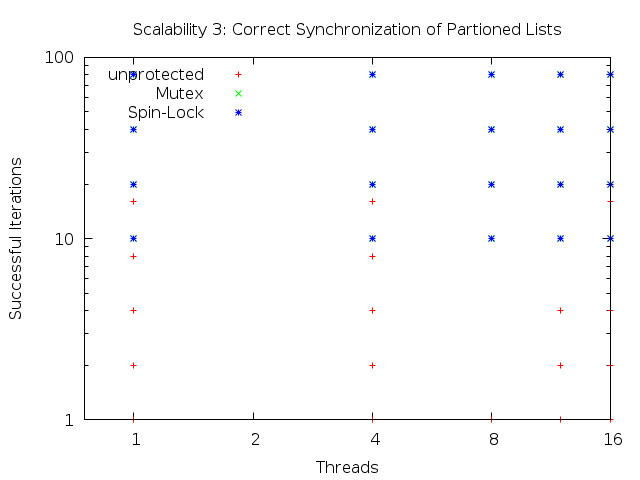 Scalability 3: Correct Synchronization of Partioned Lists
100
unprotected
Mutex
Spin-Lock
Successful Iterations
10
1
1 2 4 8 16
Threads